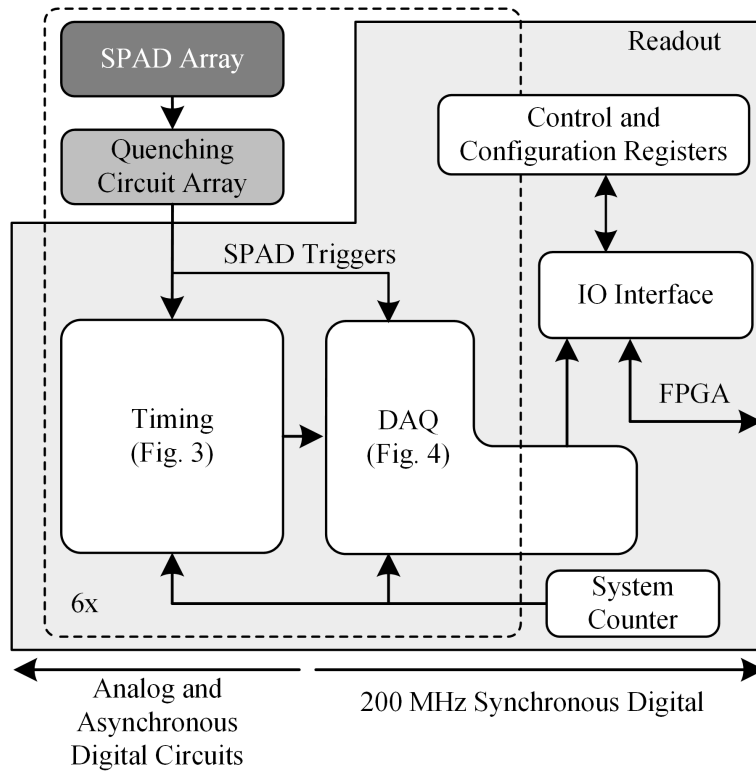 SPAD Array
Readout
Quenching
Circuit Array
Control and
Configuration Registers
SPAD Triggers
IO Interface
FPGA
Timing
(Fig. 3)
DAQ
(Fig. 4)
6x
System
Counter
Analog and
Asynchronous
Digital Circuits
200 MHz Synchronous Digital